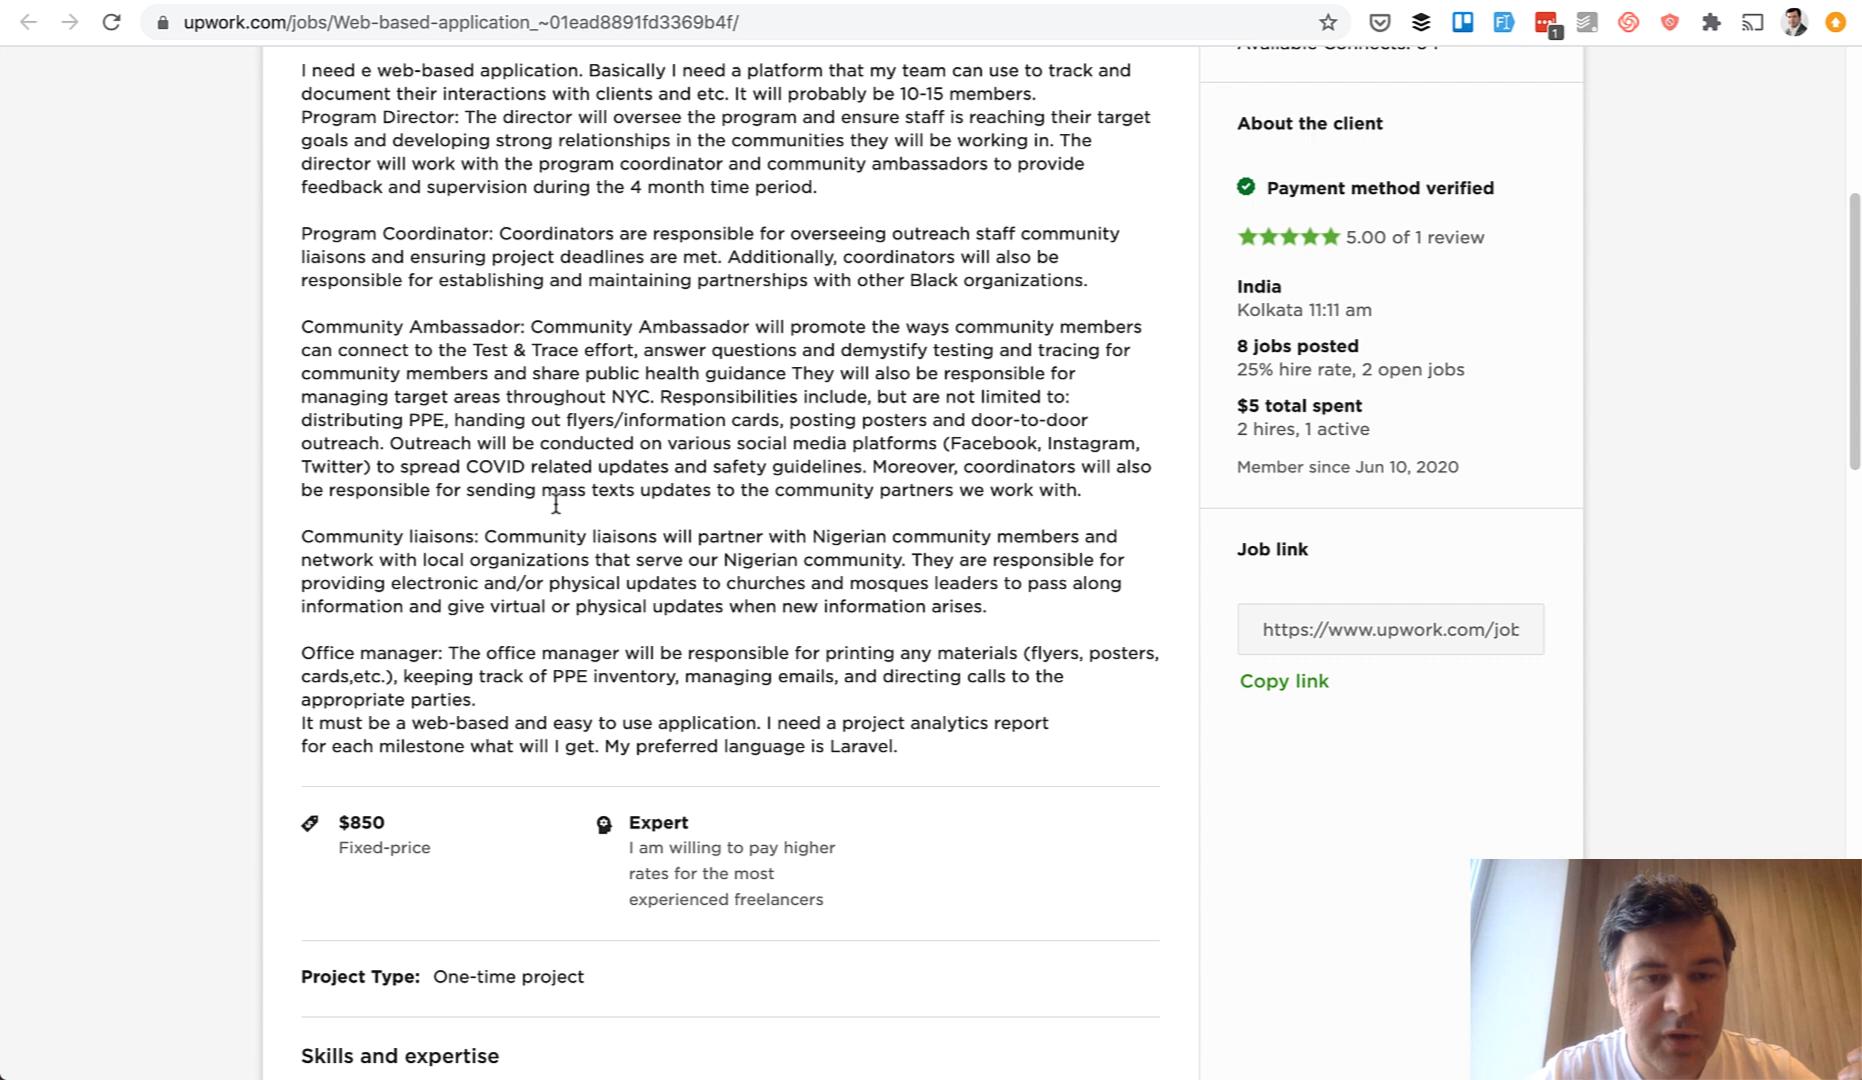 upwork.com/jobs/Web-based-application_~01ead8891fd3369b4f/
1
I need e web-based application. Basically I need a platform that my team can use to track and
document their interactions with clients and etc. It will probably be 10-15 members.
Program Director: The director will oversee the program and ensure staff is reaching their target
goals and developing strong relationships in the communities they will be working in. The
director will work with the program coordinator and community ambassadors to provide
feedback and supervision during the 4 month time period.
Program Coordinator: Coordinators are responsible for overseeing outreach staff community
liaisons and ensuring project deadlines are met. Additionally, coordinators will also be
responsible for establishing and maintaining partnerships with other Black organizations.
Community Ambassador: Community Ambassador will promote the ways community members
can connect to the Test & Trace effort, answer questions and demystify testing and tracing for
community members and share public health guidance They will also be responsible for
managing target areas throughout NYC. Responsibilities include, but are not limited to:
distributing PPE, handing out flyers/information cards, posting posters and door-to-door
outreach. Outreach will be conducted on various social media platforms (Facebook, Instagram,
Twitter) to spread COVID related updates and safety guidelines. Moreover, coordinators will also
be responsible for sending mass texts updates to the community partners we work with.
Community liaisons: Community liaisons will partner with Nigerian community members and
network with local organizations that serve our Nigerian community. They are responsible for
providing electronic and/or physical updates to churches and mosques leaders to pass along
information and give virtual or physical updates when new information arises.
Office manager: The office manager will be responsible for printing any materials (flyers, posters,
cards,etc.), keeping track of PPE inventory, managing emails, and directing calls to the
appropriate parties.
It must be a web-based and easy to use application. I need a project analytics report
for each milestone what will I get. My preferred language is Laravel.
$850
Fixed-price
Expert
I am willing to pay higher
rates for the most
experienced freelancers
Project Type: One-time project
Skills and expertise
Available Connects:
About the client
Payment method verified
5.00 of 1 review
India
Kolkata 11:11 am
8 jobs posted
25% hire rate, 2 open jobs
$5 total spent
2 hires, 1 active
Member since Jun 10, 2020
Job link
https://www.upwork.com/job
Copy link